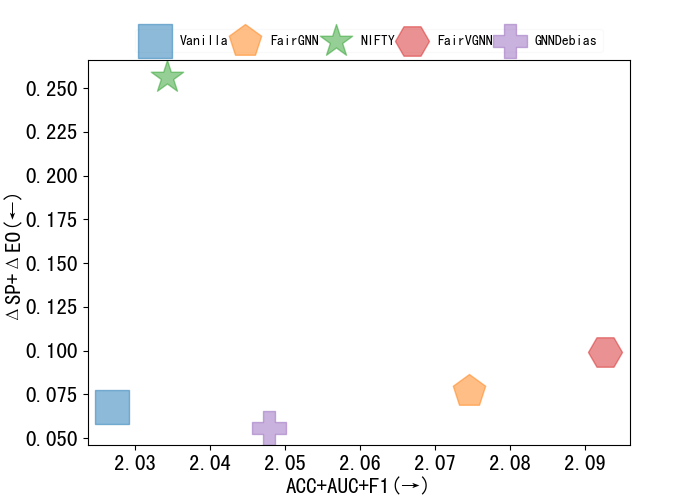 Vanilla FairGNN NIFTY FairVGNN GNNDebias
0.250
0.225
0.200
0.175
0.150
0.125
0.100
0.075
0.050
ΔSP+ΔEO(←)
2.03 2.04 2.05 2.06 2.07 2.08 2.09
ACC+AUC+F1(→)